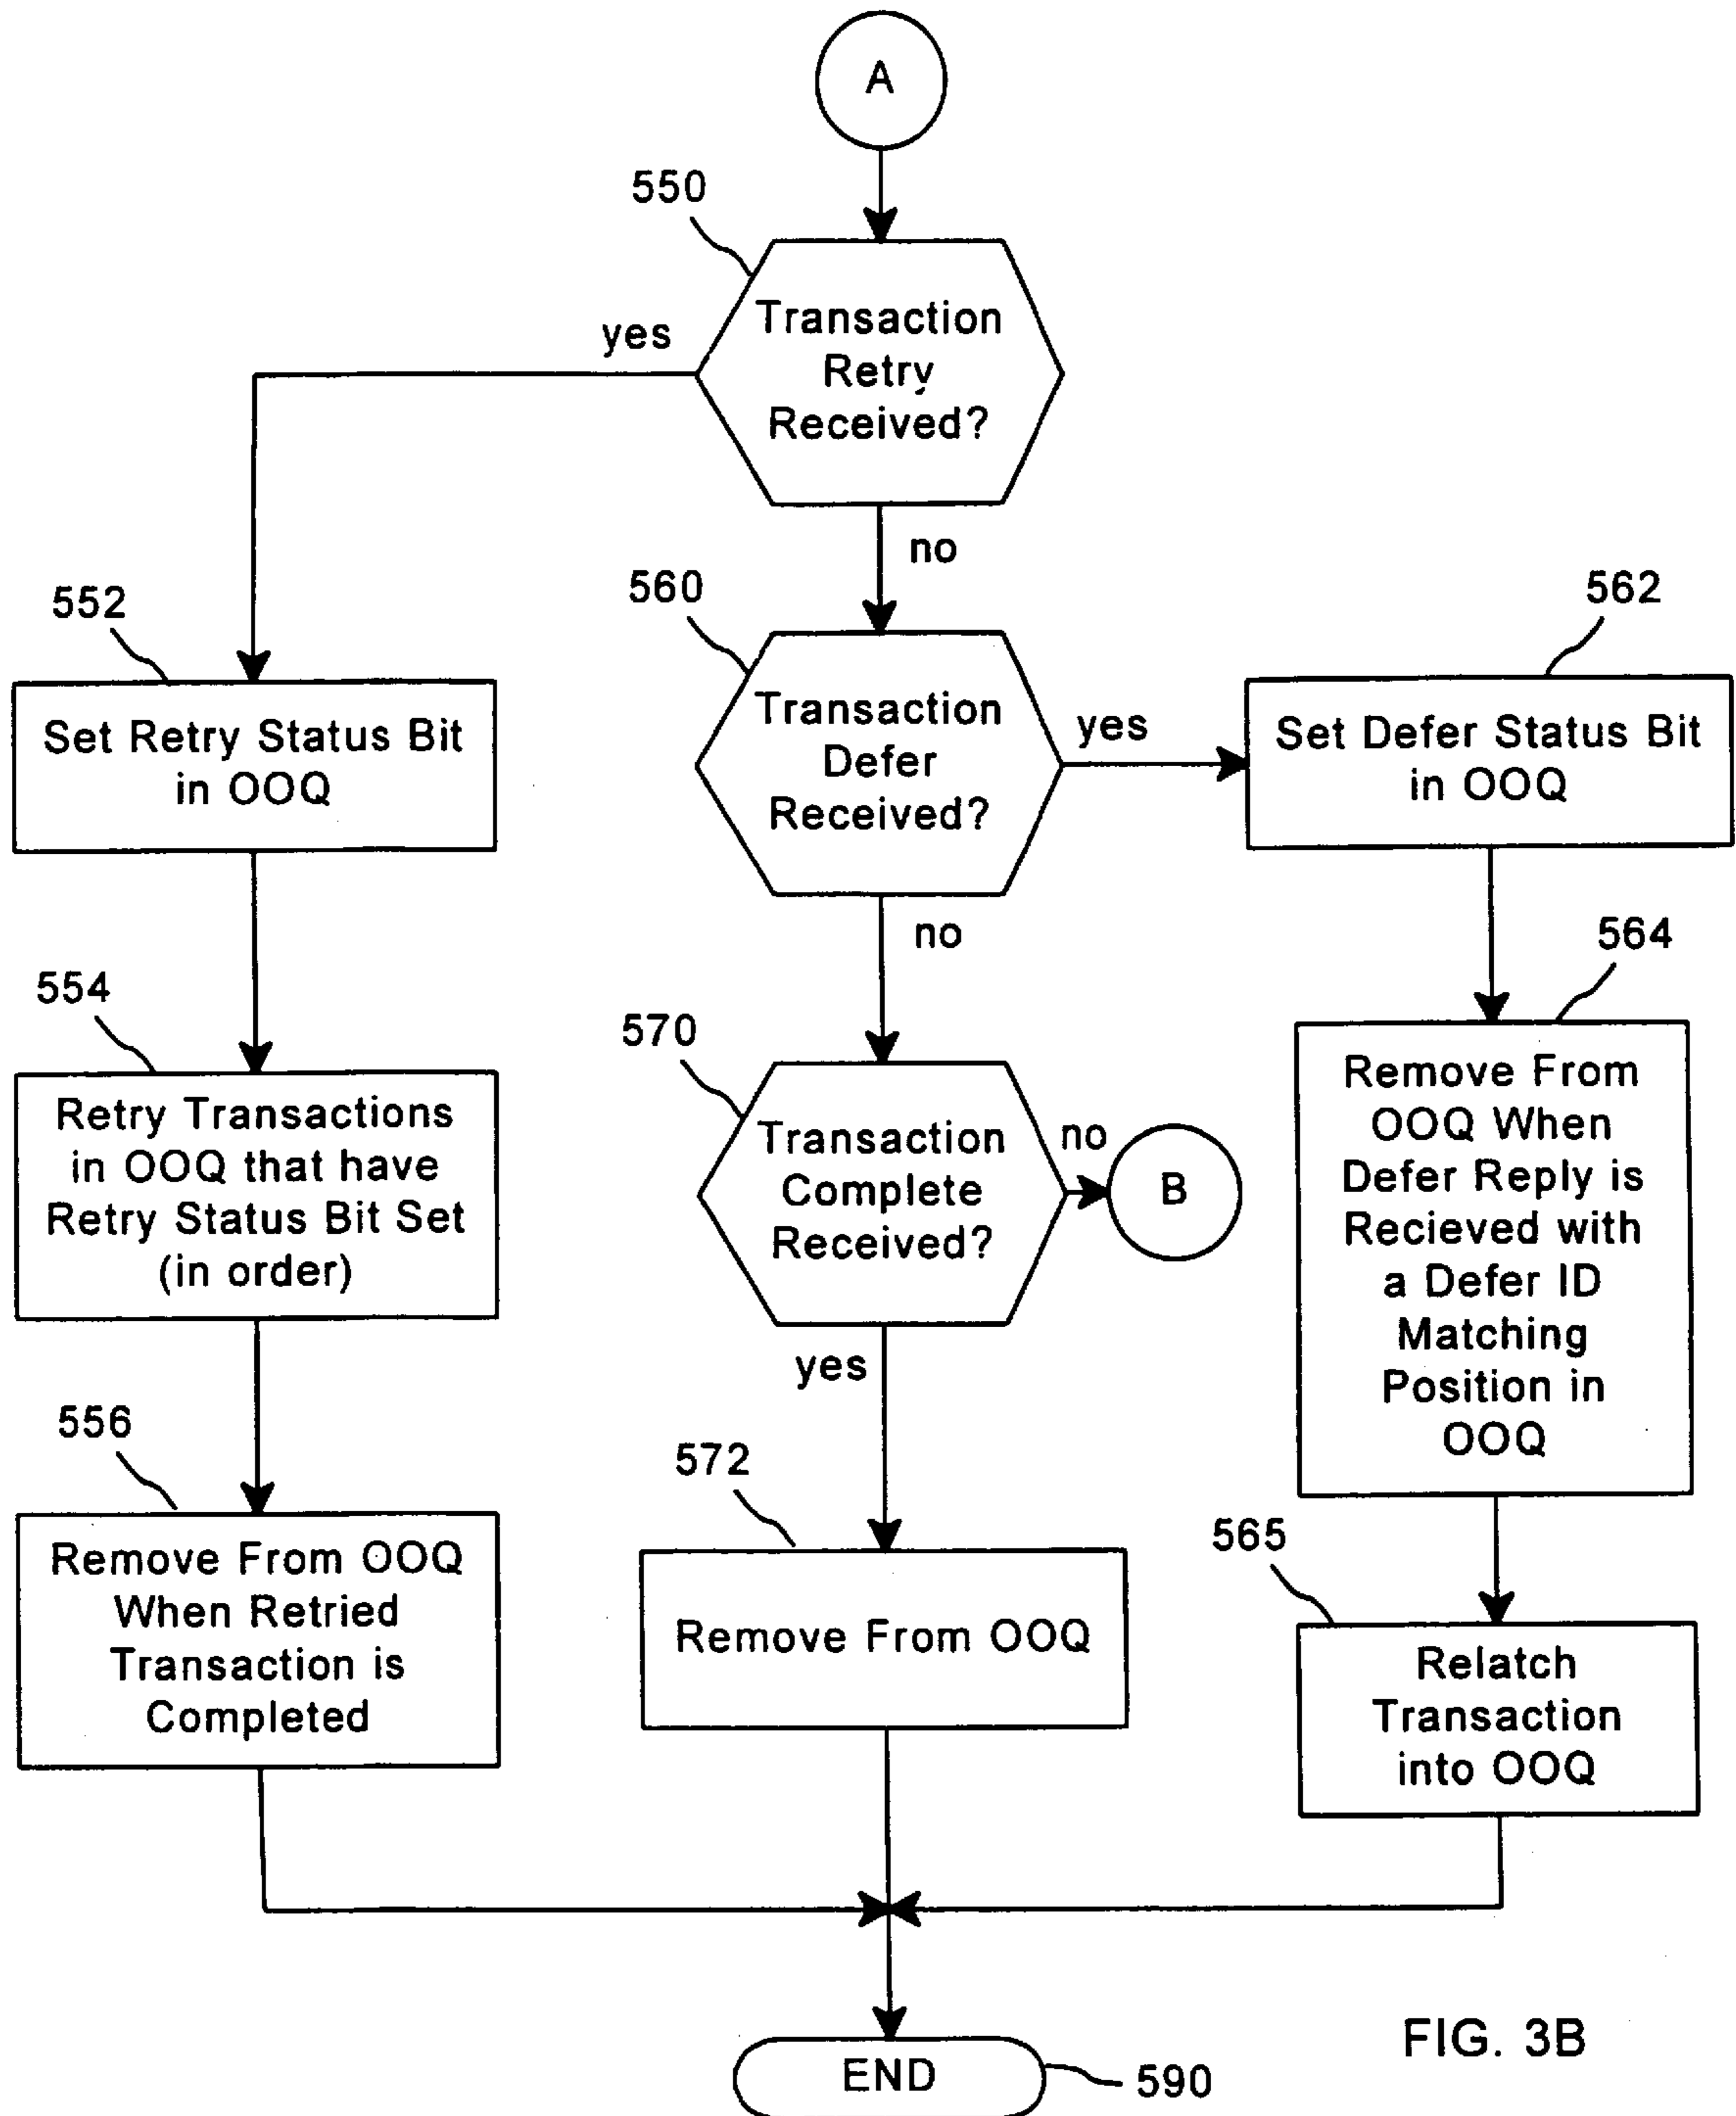 A
550
Transaction
Retry
Received?
yes
no
552
Set Retry Status Bit
in OOQ
560
Transaction
Defer
Received?
yes
no
562
Set Defer Status Bit
in OOQ
554
Retry Transactions
in OOQ that have
Retry Status Bit Set
(in order)
570
Transaction
Complete
Received?
no
B
yes
564
Remove From
OOQ When
Defer Reply is
Recieved with
a Defer ID
Matching
Position in
OOQ
556
Remove From OOQ
When Retried
Transaction is
Completed
572
Remove From OOQ
565
Relatch
Transaction
into OOQ
END
590
FIG. 3B